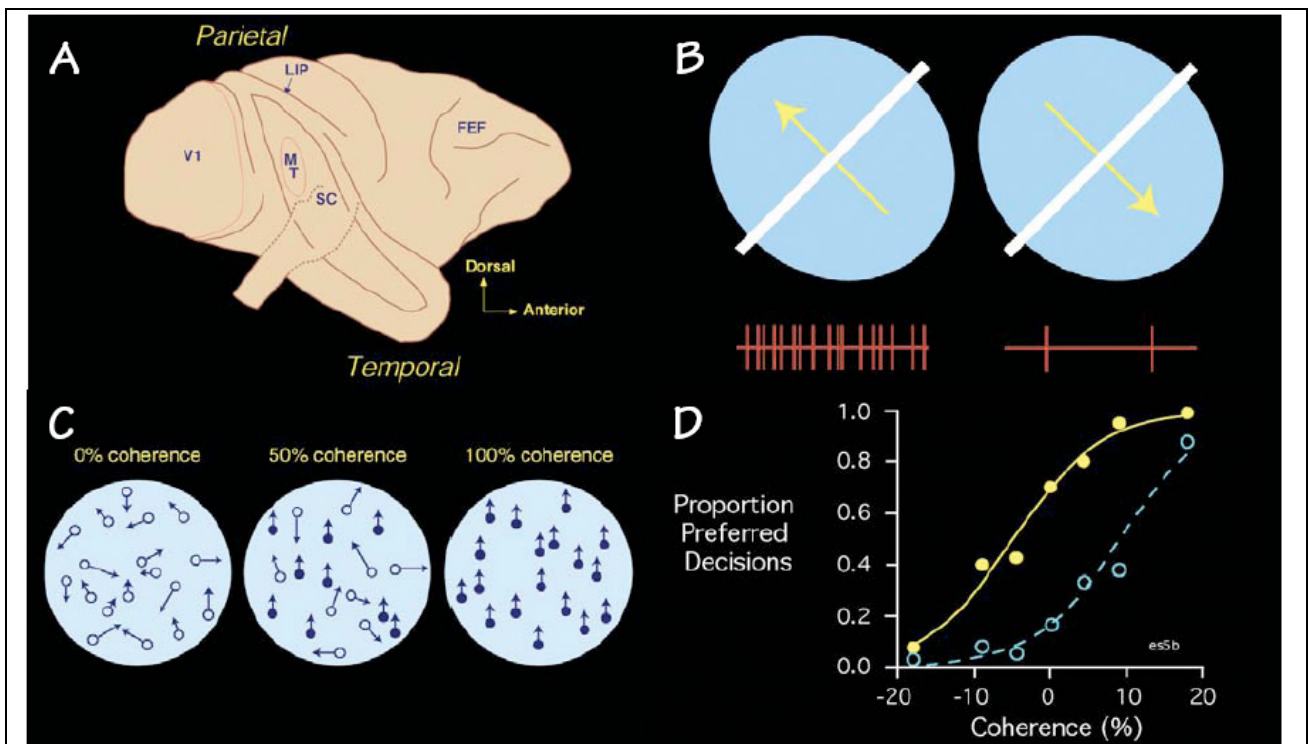 A
Parietal
LIP
V1
M
T
SC
FEF
Dorsal
Anterior
Temporal
B
C
0% coherence
50% coherence
100% coherence
D
Proportion
Preferred
Decisions
1.0
0.8
0.6
0.4
0.2
0.0
es5b
-20
-10
0
10
20
Coherence (%)